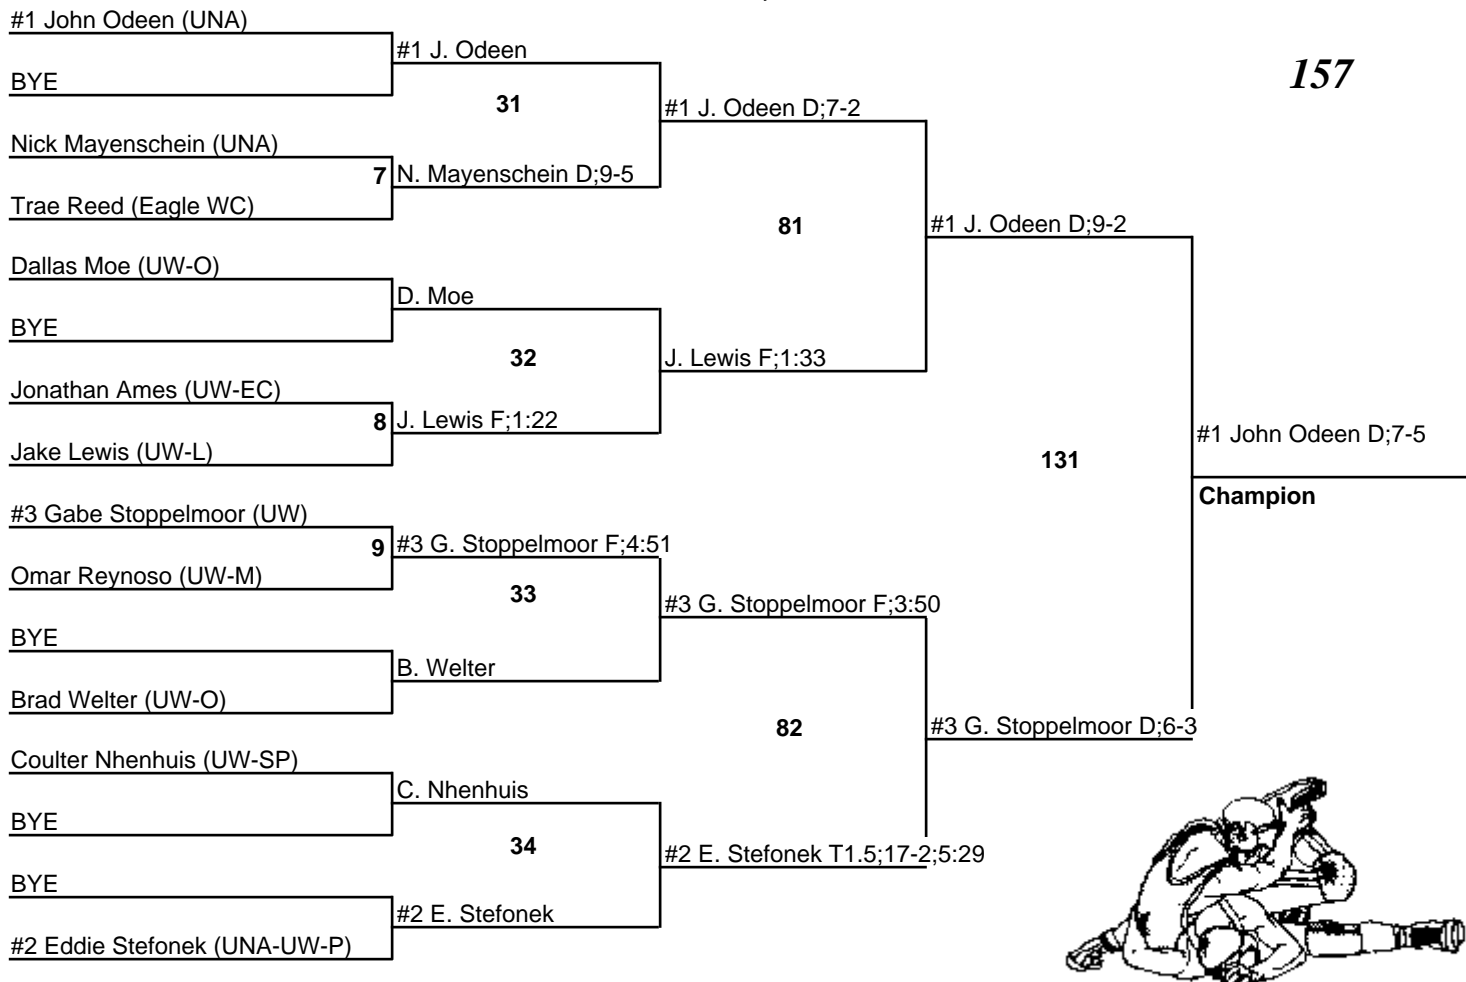 157
#1 John Odeen (UNA)
BYE
Nick Mayenschein (UNA)
Trae Reed (Eagle WC)
Dallas Moe (UW-O)
BYE
Jonathan Ames (UW-EC)
Jake Lewis (UW-L)
#3 Gabe Stoppelmoor (UW)
Omar Reynoso (UW-M)
BYE
Brad Welter (UW-O)
Coulter Nhenhuis (UW-SP)
BYE
BYE
#2 Eddie Stefonek (UNA-UW-P)
7
8
9
#1 J. Odeen
N. Mayenschein D;9-5
D. Moe
J. Lewis F;1:22
#3 G. Stoppelmoor F;4:51
B. Welter
C. Nhenhuis
#2 E. Stefonek
31
32
33
34
#1 J. Odeen D;7-2
J. Lewis F;1:33
#3 G. Stoppelmoor F;3:50
#2 E. Stefonek T1.5;17-2;5:29
81
82
#1 J. Odeen D;9-2
#3 G. Stoppelmoor D;6-3
131
#1 John Odeen D;7-5
Champion